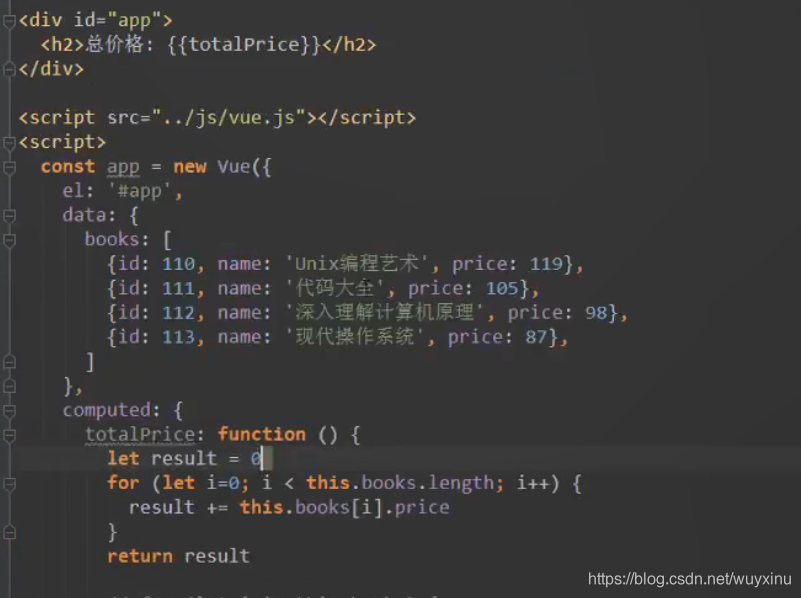 <div id="app">
<h2>总价格: {{totalPrice}}</h2>
</div>
<script src="../js/vue.js"></script>
<script>
const app = new Vue({
el: '#app',
data: {
books: [
{id: 110, name: 'Unix编程艺术', price: 119},
{id: 111, name: '代码大全', price: 105},
{id: 112, name: '深入理解计算机原理', price: 98},
{id: 113, name: '现代操作系统', price: 87},
]
},
computed: {
totalPrice: function () {
let result = 0
for (let i=0; i < this.books.length; i++) {
result += this.books[i].price
}
return result
https://blog.csdn.net/wuyxinu